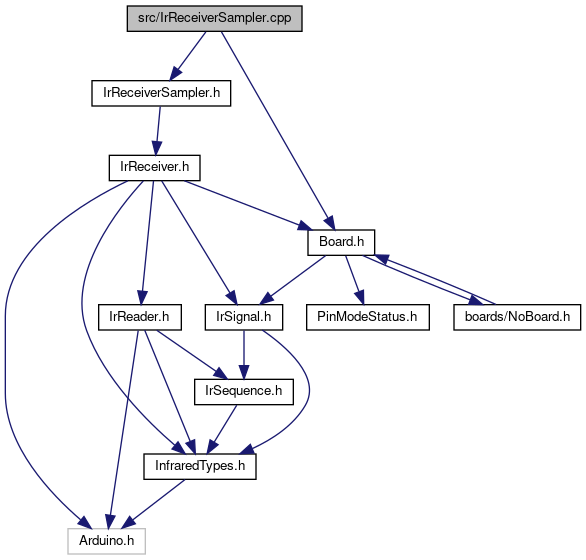 src/IrReceiverSampler.cpp
IrReceiverSampler.h
IrReceiver.h
Board.h
IrReader.h
IrSignal.h
PinModeStatus.h
boards/NoBoard.h
IrSequence.h
InfraredTypes.h
Arduino.h